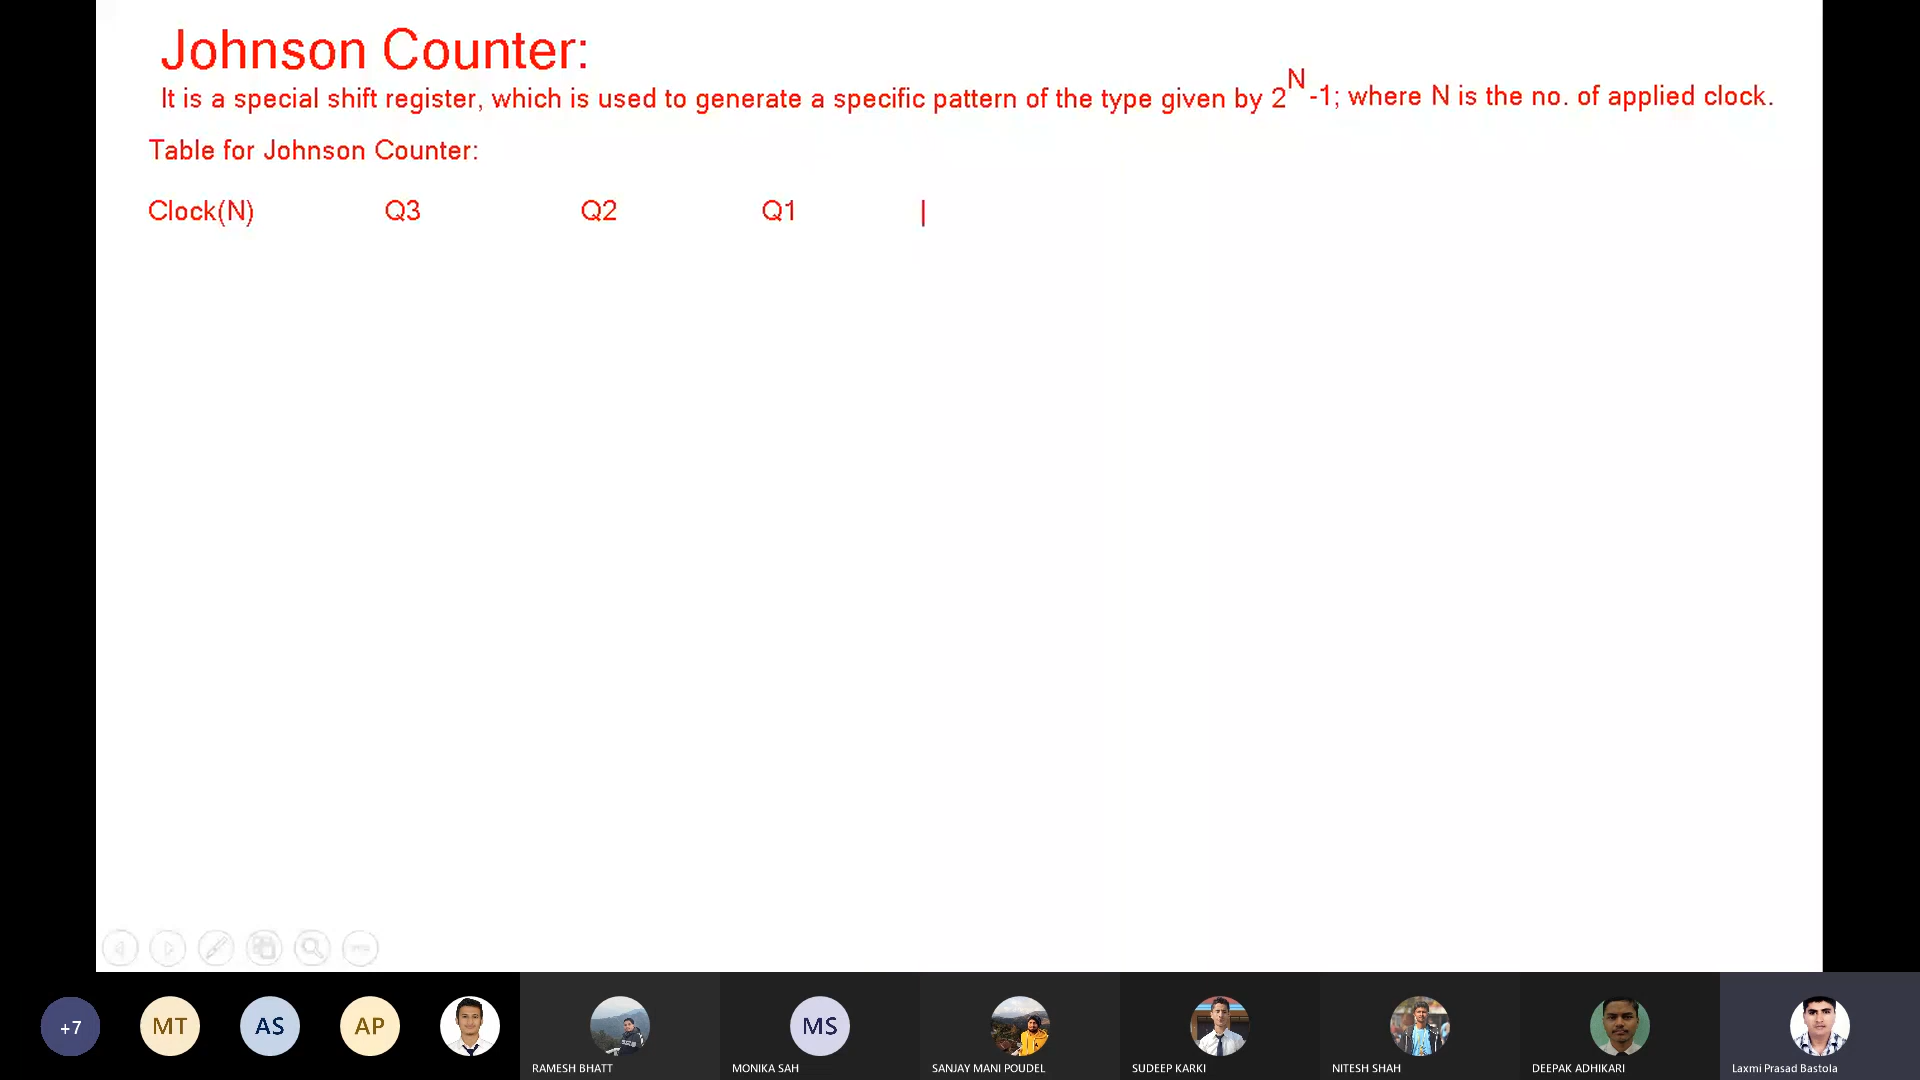 Johnson Counter:
It is a special shift register, which is used to generate a specific pattern of the type given by 2^N-1; where N is the no. of applied clock.
Table for Johnson Counter:
Clock(N) Q3 Q2 Q1 |
+7 MT AS AP MS
RAMESH BHATT MONIKA SAH SANJAY MANI POUDEL SUDEEP KARKI NITESH SHAH DEEPAK ADHIKARI Laxmi Prasad Bastola